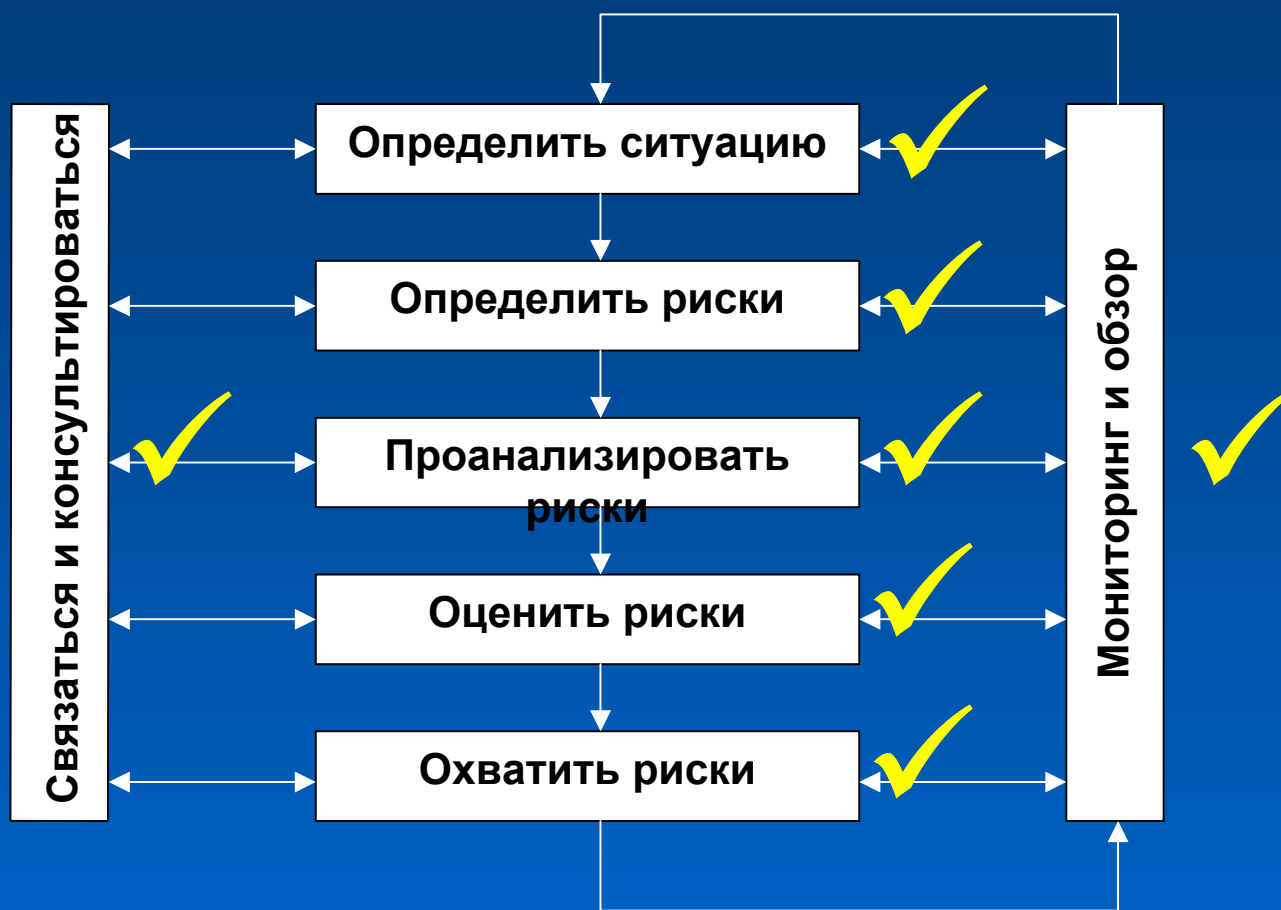 Связаться и консультироваться
Определить ситуацию
Определить риски
Проанализировать
риски
Оценить риски
Охватить риски
Мониторинг и обзор